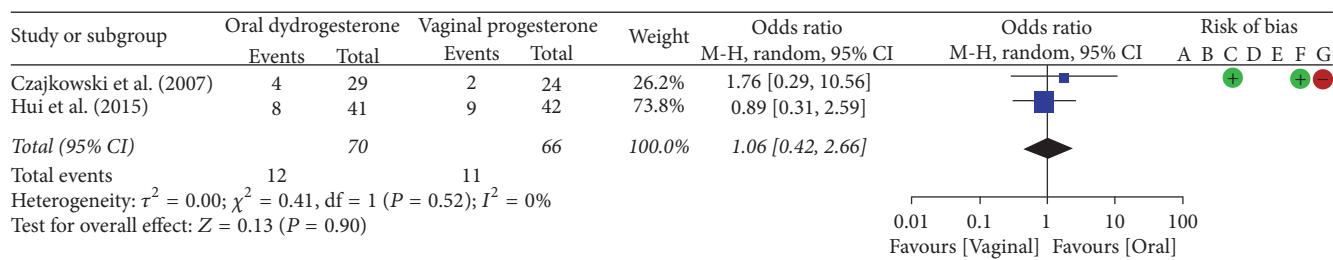 Study or subgroup Oral dydrogesterone Vaginal progesterone Weight Odds ratio Odds ratio Risk of bias
Events Total Events Total M-H, random, 95% CI M-H, random, 95% CI A B C D E F G
Czajkowski et al. (2007) 4 29 2 24 26.2% 1.76 [0.29, 10.56] + + −
Hui et al. (2015) 8 41 9 42 73.8% 0.89 [0.31, 2.59]
Total (95% CI) 70 66 100.0% 1.06 [0.42, 2.66]
Total events 12 11
Heterogeneity: τ² = 0.00; χ² = 0.41, df = 1 (P = 0.52); I² = 0%
Test for overall effect: Z = 0.13 (P = 0.90)
0.01 0.1 1 10 100
Favours [Vaginal] Favours [Oral]